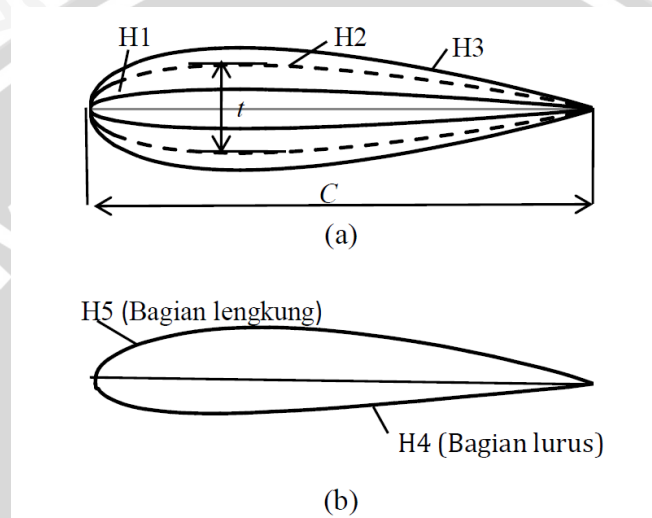 H1
H2
H3
t
C
(a)
H5 (Bagian lengkung)
H4 (Bagian lurus)
(b)